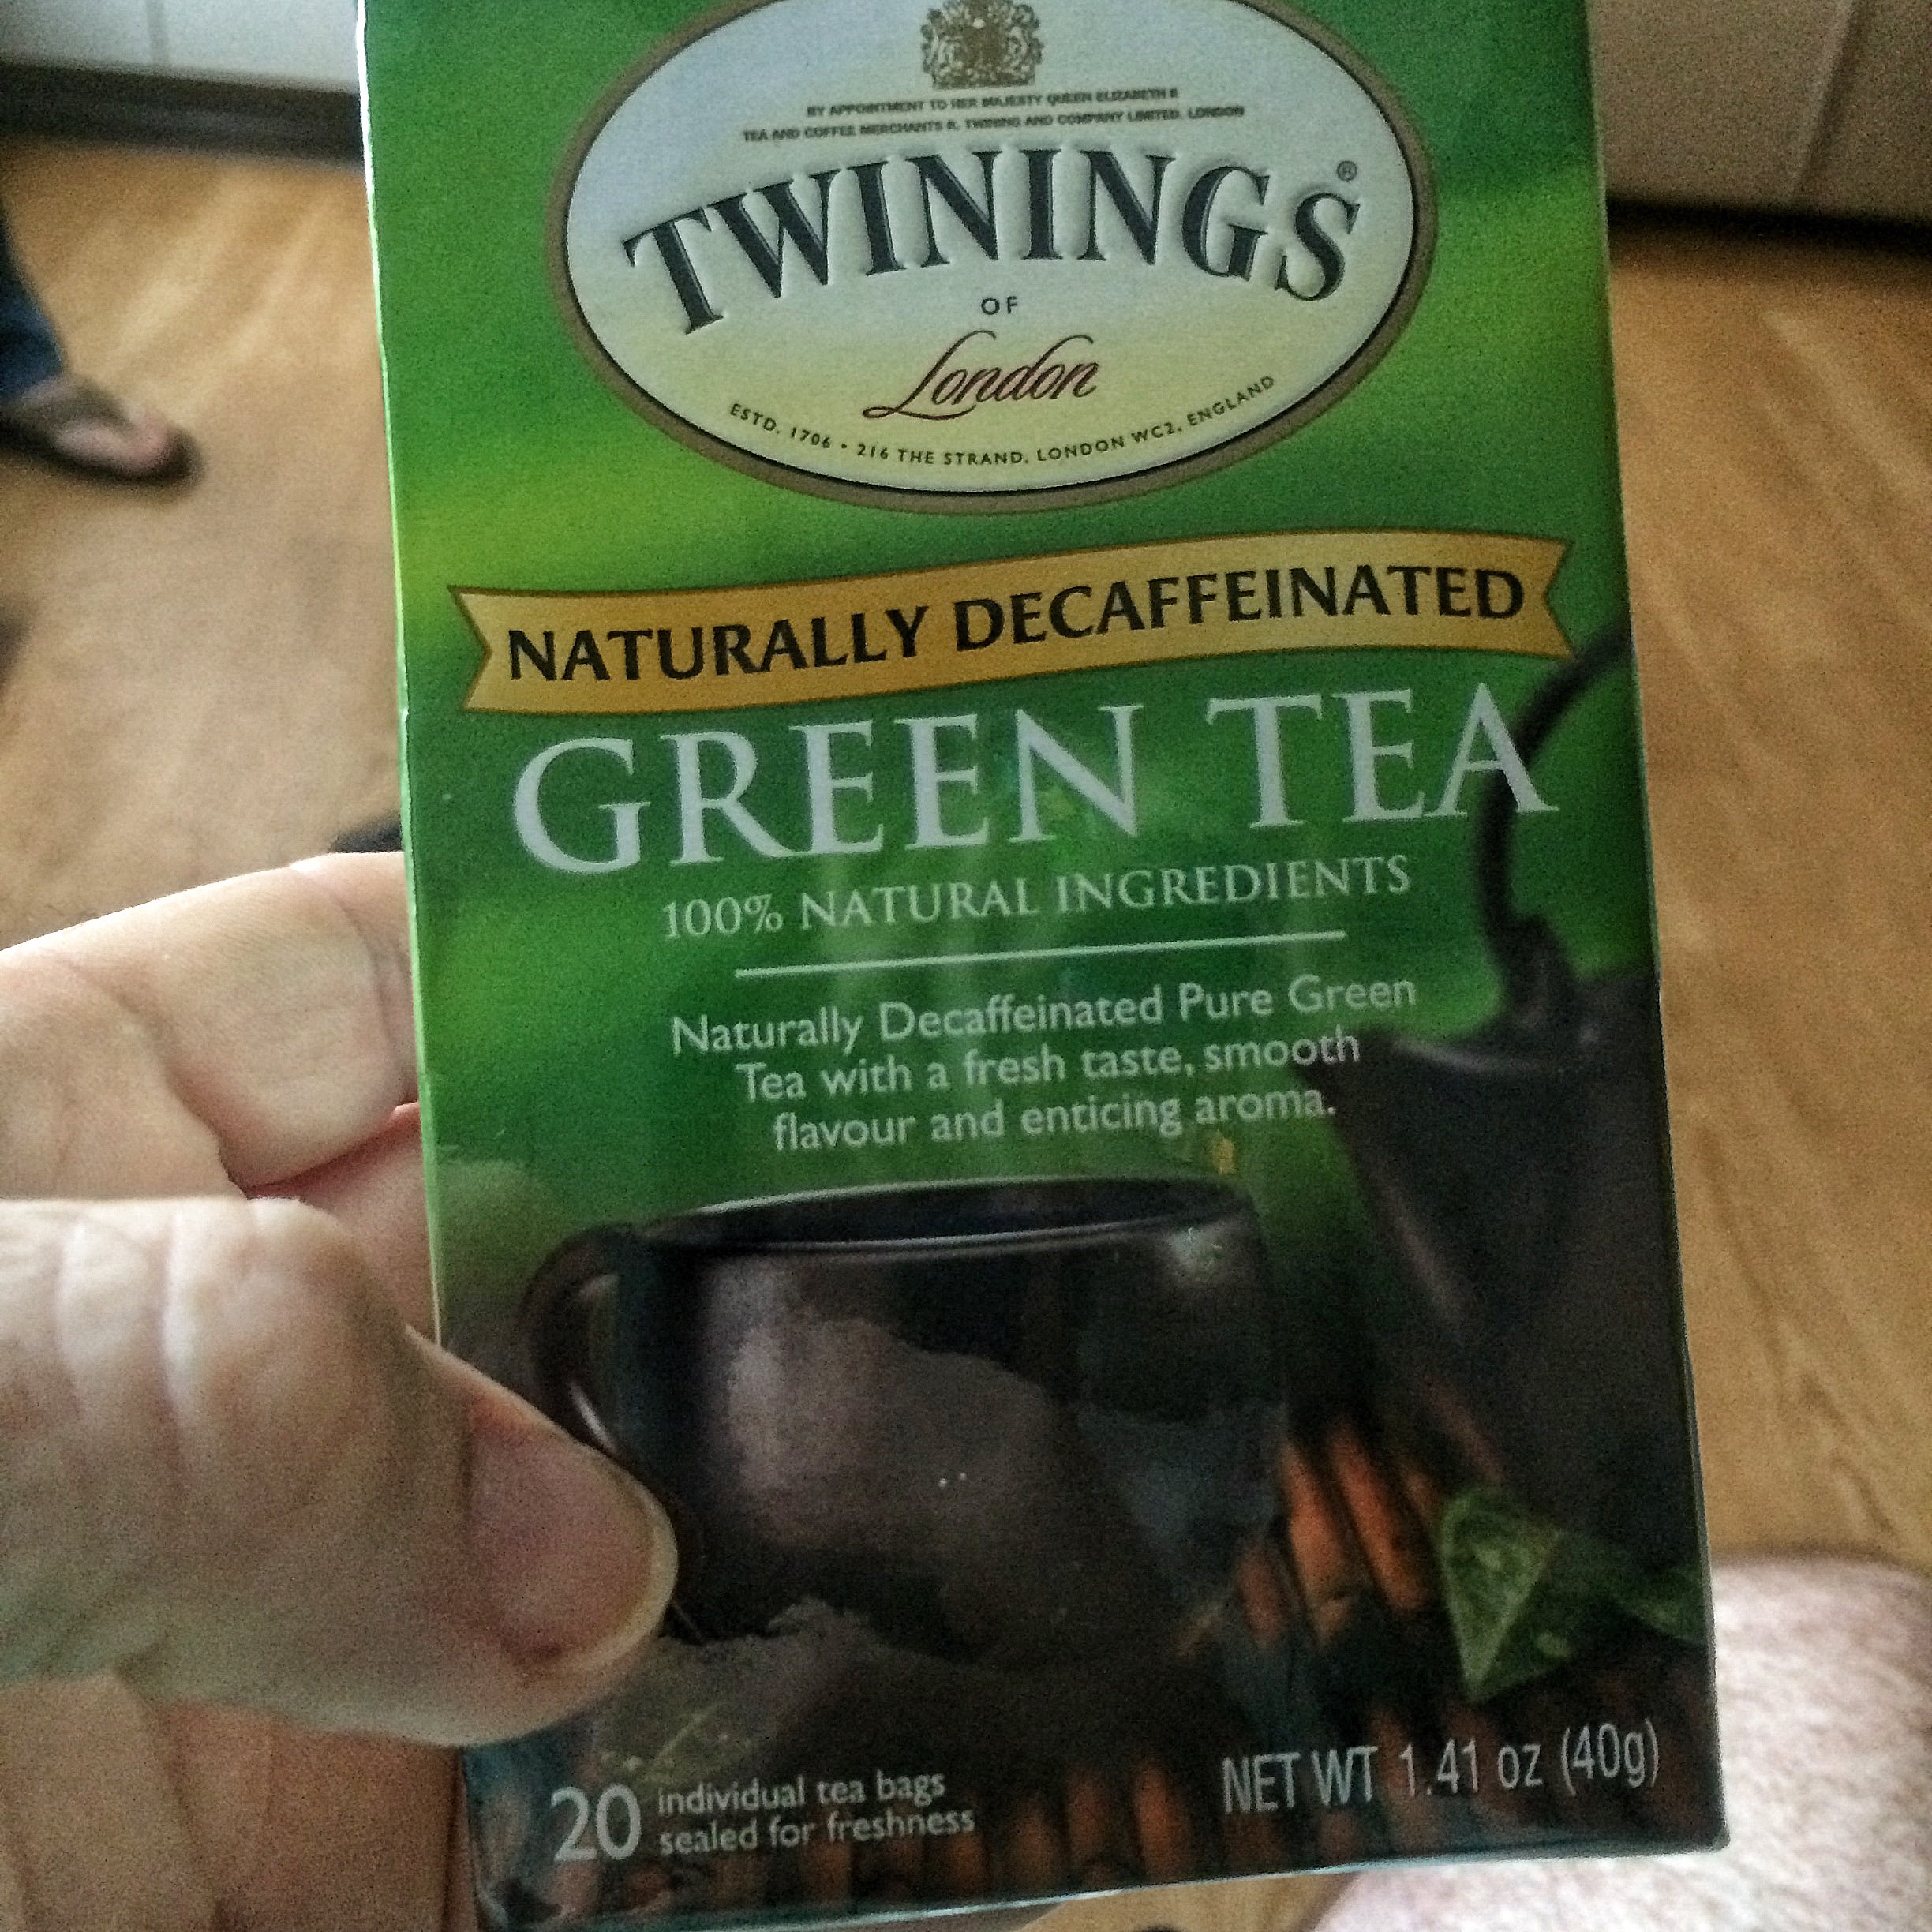 BY APPOINTMENT TO HER MAJESTY QUEEN ELIZABETH II
TEA AND COFFEE MERCHANTS R. TWINING AND COMPANY LIMITED, LONDON
TWININGS®
OF
London
ESTD. 1706 • 216 THE STRAND, LONDON WC2, ENGLAND
NATURALLY DECAFFEINATED
GREEN TEA
100% NATURAL INGREDIENTS
Naturally Decaffeinated Pure Green
Tea with a fresh taste, smooth
flavour and enticing aroma.
20 individual tea bags
sealed for freshness
NET WT 1.41 oz (40g)